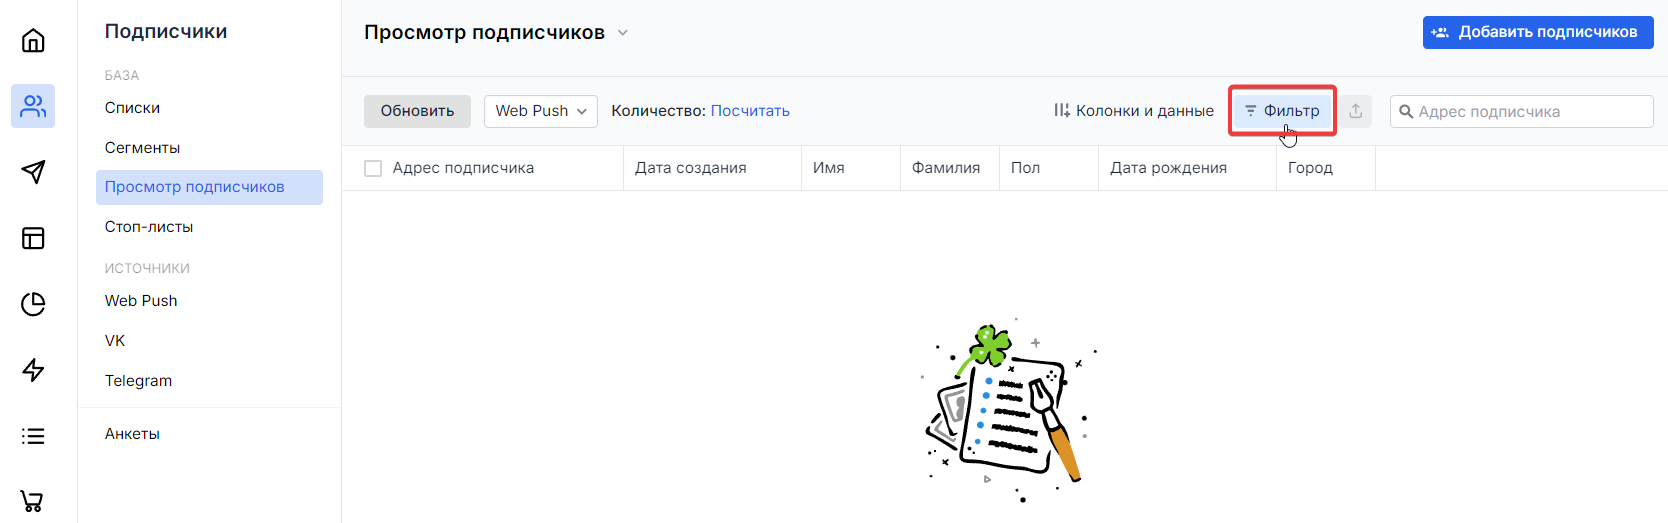 Подписчики
БАЗА
Списки
Сегменты
Просмотр подписчиков
Стоп-листы
ИСТОЧНИКИ
Web Push
VK
Telegram
Анкеты
Просмотр подписчиков
Добавить подписчиков
Обновить Web Push Количество: Посчитать Колонки и данные Фильтр Адрес подписчика
Адрес подписчика Дата создания Имя Фамилия Пол Дата рождения Город